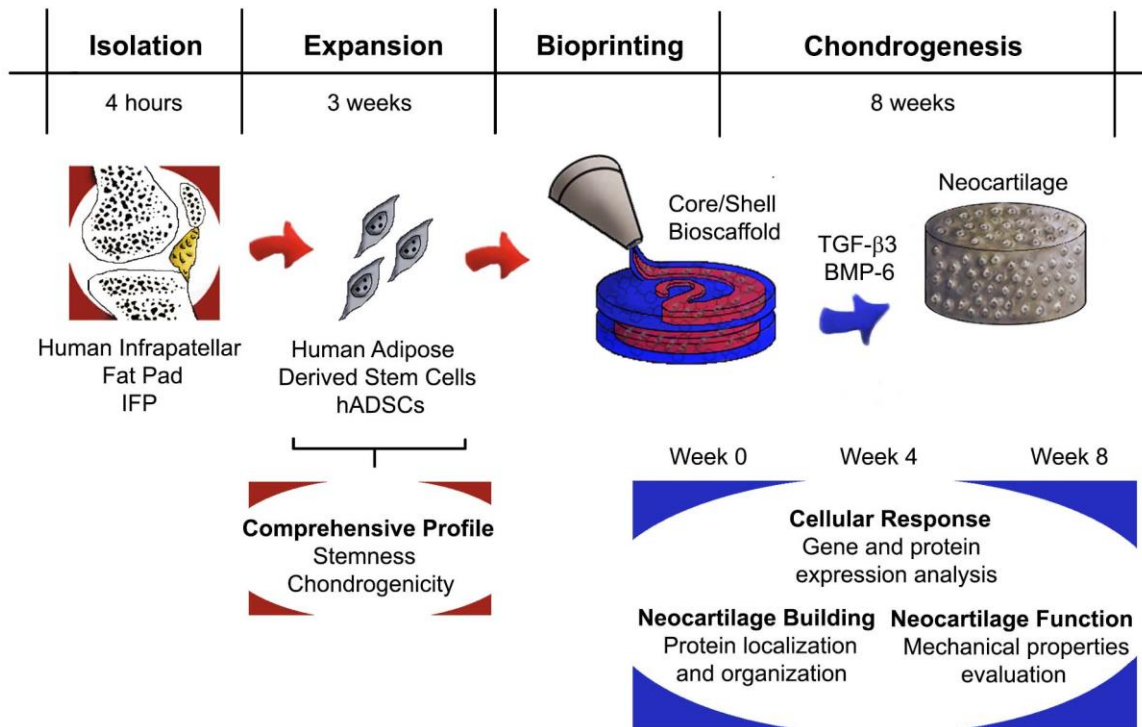 Isolation
Expansion
Bioprinting
Chondrogenesis
4 hours
3 weeks
8 weeks
Human Infrapatellar
Fat Pad
IFP
Human Adipose
Derived Stem Cells
hADSCs
Core/Shell
Bioscaffold
TGF-β3
BMP-6
Neocartilage
Comprehensive Profile
Stemness
Chondrogenicity
Week 0
Week 4
Week 8
Cellular Response
Gene and protein
expression analysis
Neocartilage Building
Protein localization
and organization
Neocartilage Function
Mechanical properties
evaluation